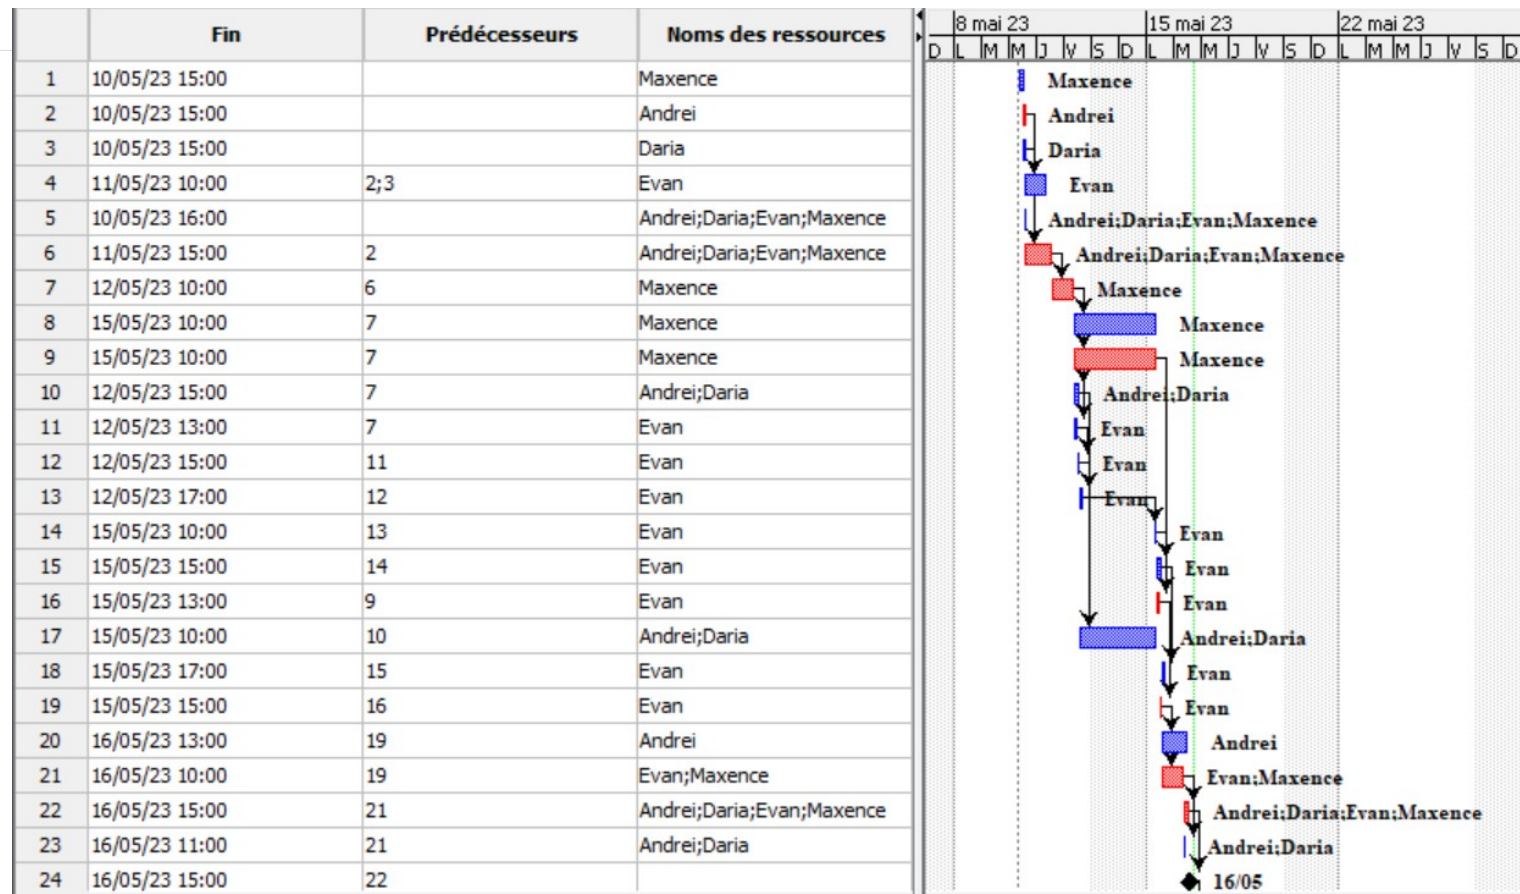 Fin Prédécesseurs Noms des ressources
8 mai 23 15 mai 23 22 mai 23
D L M M J V S D L M M J V S D L M M J V S D
1 10/05/23 15:00 Maxence Maxence
2 10/05/23 15:00 Andrei Andrei
3 10/05/23 15:00 Daria Daria
4 11/05/23 10:00 2;3 Evan Evan
5 10/05/23 16:00 Andrei;Daria;Evan;Maxence Andrei;Daria;Evan;Maxence
6 11/05/23 15:00 2 Andrei;Daria;Evan;Maxence Andrei;Daria;Evan;Maxence
7 12/05/23 10:00 6 Maxence Maxence
8 15/05/23 10:00 7 Maxence Maxence
9 15/05/23 10:00 7 Maxence Maxence
10 12/05/23 15:00 7 Andrei;Daria Andrei;Daria
11 12/05/23 13:00 7 Evan Evan
12 12/05/23 15:00 11 Evan Evan
13 12/05/23 17:00 12 Evan Evan
14 15/05/23 10:00 13 Evan Evan
15 15/05/23 15:00 14 Evan Evan
16 15/05/23 13:00 9 Evan Evan
17 15/05/23 10:00 10 Andrei;Daria Andrei;Daria
18 15/05/23 17:00 15 Evan Evan
19 15/05/23 15:00 16 Evan Evan
20 16/05/23 13:00 19 Andrei Andrei
21 16/05/23 10:00 19 Evan;Maxence Evan;Maxence
22 16/05/23 15:00 21 Andrei;Daria;Evan;Maxence Andrei;Daria;Evan;Maxence
23 16/05/23 11:00 21 Andrei;Daria Andrei;Daria
24 16/05/23 15:00 22 16/05